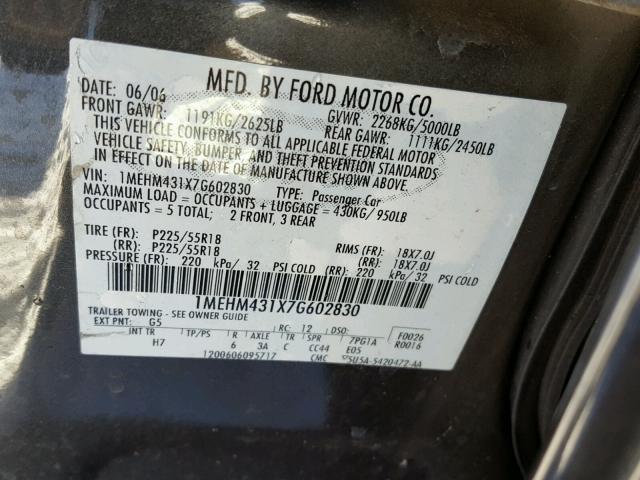 MFD. BY FORD MOTOR CO.
DATE: 06/06
FRONT GAWR: 1191KG/2625LB
GVWR: 2268KG/5000LB
REAR GAWR: 1111KG/2450LB
THIS VEHICLE CONFORMS TO ALL APPLICABLE FEDERAL MOTOR
VEHICLE SAFETY, BUMPER, AND THEFT PREVENTION STANDARDS
IN EFFECT ON THE DATE OF MANUFACTURE SHOWN ABOVE.
VIN: 1MEHM431X7G602830 TYPE: Passenger Car
MAXIMUM LOAD = OCCUPANTS + LUGGAGE = 430KG/950LB
OCCUPANTS = 5 TOTAL; 2 FRONT, 3 REAR
TIRE (FR): P225/55R18 RIMS (FR): 18X7.0J
(RR): P225/55R18 (RR): 18X7.0J
PRESSURE (FR): 220 kPa/ 32 PSI COLD (RR): 220 kPa/ 32 PSI COLD
1MEHM431X7G602830
TRAILER TOWING - SEE OWNER GUIDE
EXT PNT: G5 RC: 12 DSO: F0026
INT TR TP/PS R AXLE TR SPR 7PG1A R0016
H7 6 3A C CC44 E05
1200606095717 CMC 5U5A-5420472-AA